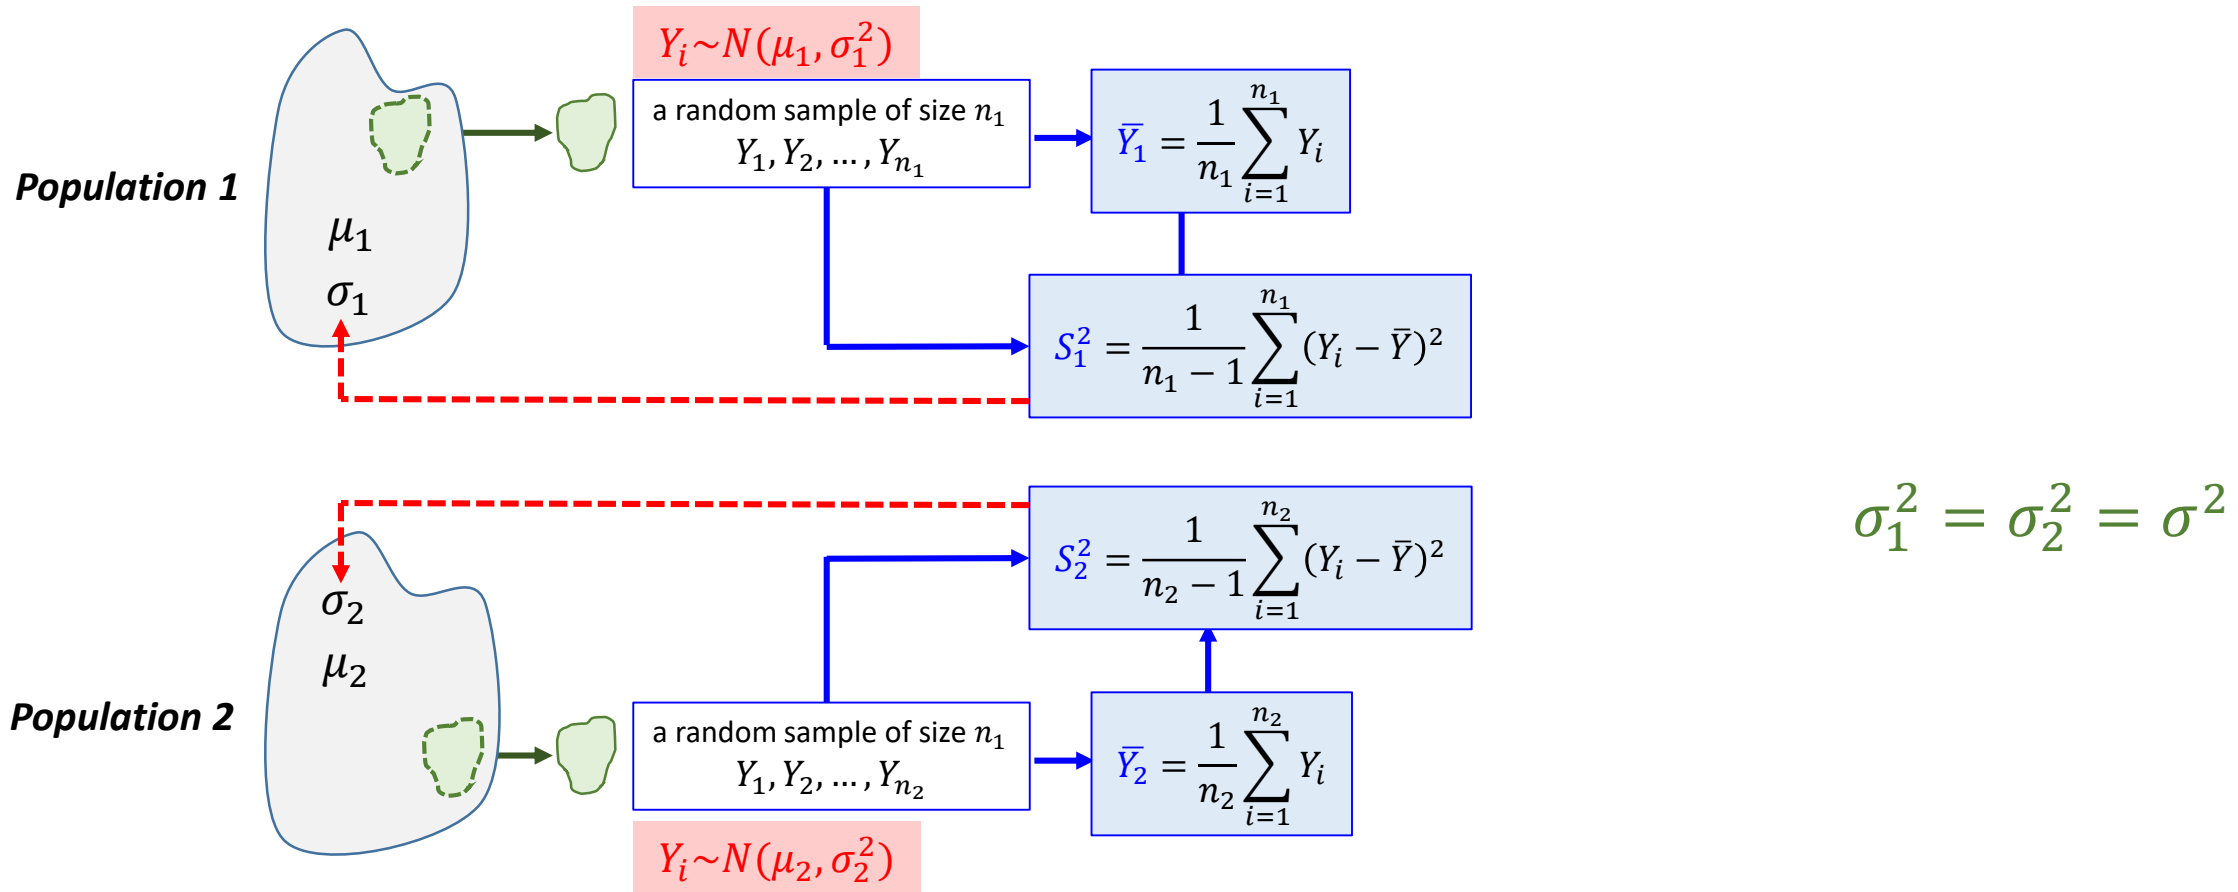 Y_i~N(μ_1, σ_1^2)
a random sample of size n_1
Y_1, Y_2, … , Y_{n_1}
\bar{Y_1} = \frac{1}{n_1} \sum_{i=1}^{n_1} Y_i
Population 1
μ_1
σ_1
S_1^2 = \frac{1}{n_1 − 1} \sum_{i=1}^{n_1} (Y_i − \bar{Y})^2
σ_1^2 = σ_2^2 = σ^2
S_2^2 = \frac{1}{n_2 − 1} \sum_{i=1}^{n_2} (Y_i − \bar{Y})^2
σ_2
μ_2
Population 2
a random sample of size n_1
Y_1, Y_2, … , Y_{n_2}
\bar{Y_2} = \frac{1}{n_2} \sum_{i=1}^{n_2} Y_i
Y_i~N(μ_2, σ_2^2)